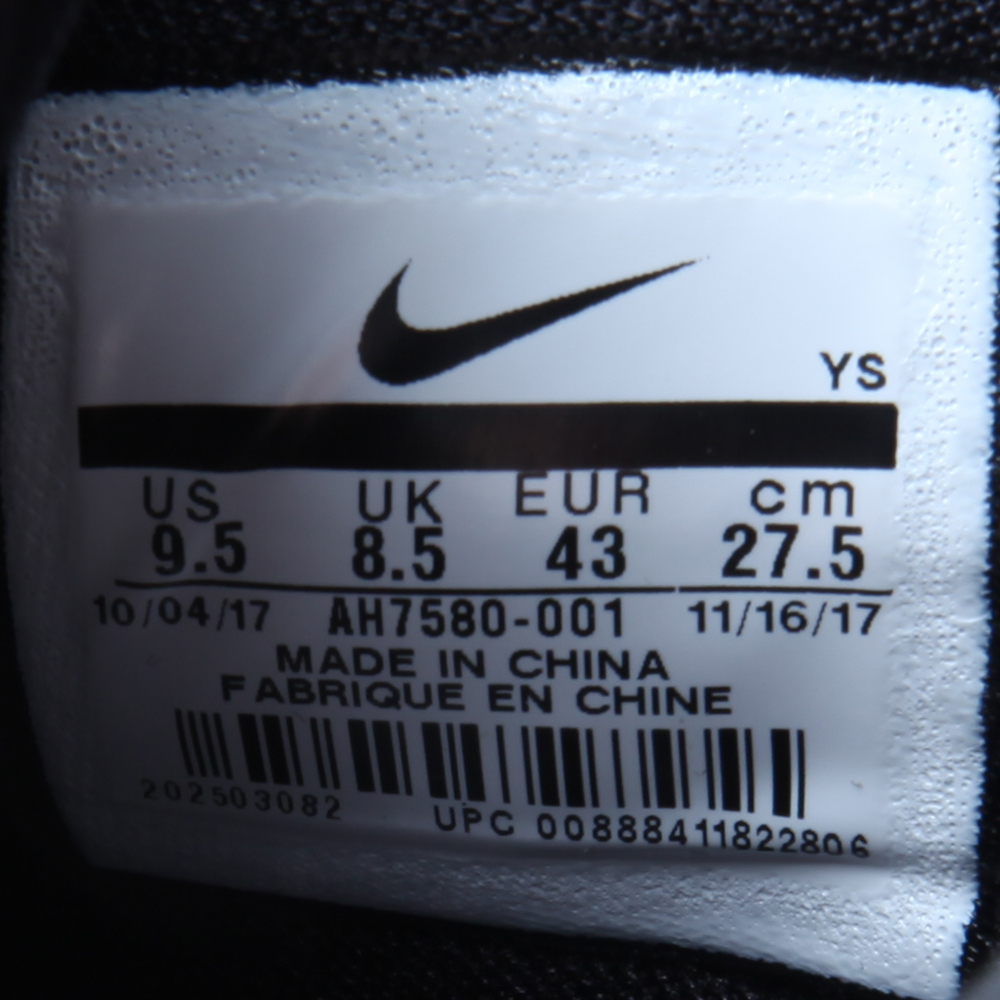 YS
US UK EUR cm
9.5 8.5 43 27.5
10/04/17 AH7580-001 11/16/17
MADE IN CHINA
FABRIQUE EN CHINE
202503082
UPC 00888411822806